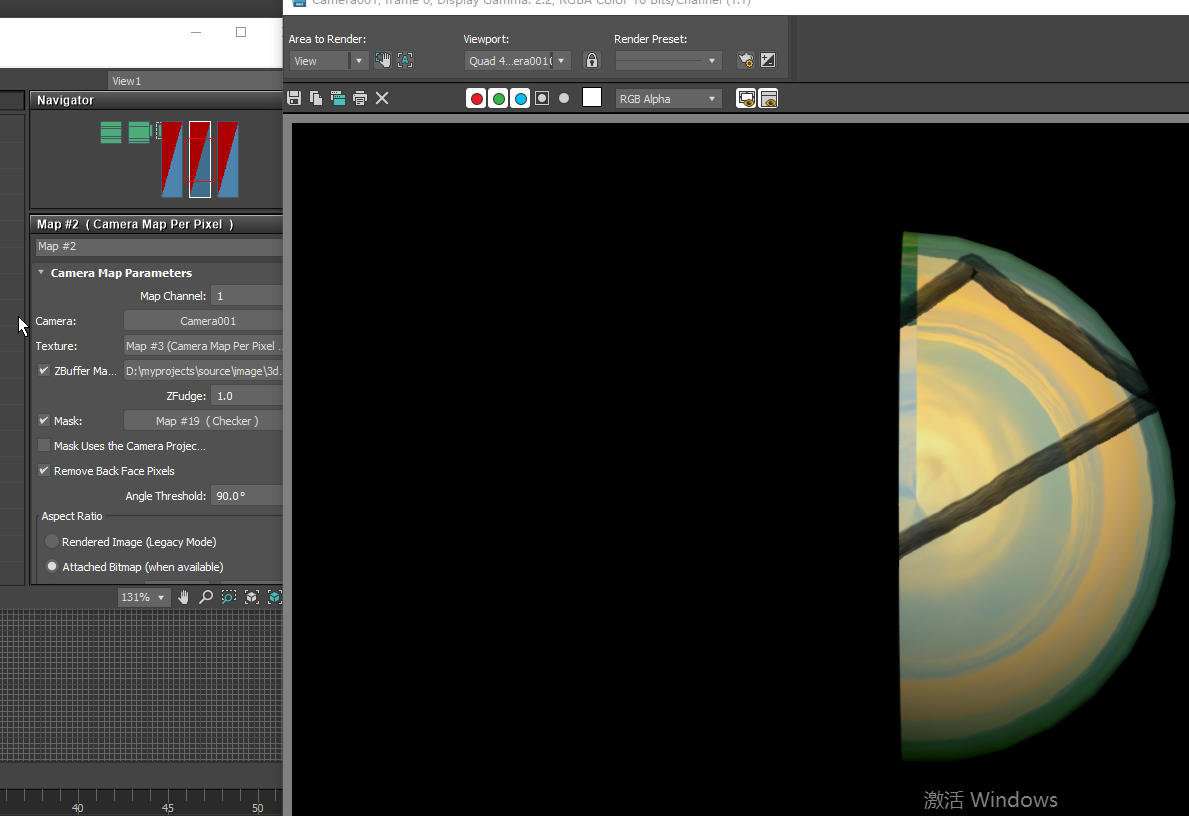 Camera001, frame 0, Display Gamma: 2.2, RGBA Color 16 Bits/Channel (1:1)
Area to Render:
Viewport:
Render Preset:
View
Quad 4...era001(
RGB Alpha
View1
Navigator
Map #2 ( Camera Map Per Pixel )
Map #2
Camera Map Parameters
Map Channel: 1
Camera: Camera001
Texture: Map #3 (Camera Map Per Pixel ...
ZBuffer Ma... D:\myprojects\source\image\3d.
ZFudge: 1.0
Mask: Map #19 ( Checker )
Mask Uses the Camera Projec...
Remove Back Face Pixels
Angle Threshold: 90.0°
Aspect Ratio
Rendered Image (Legacy Mode)
Attached Bitmap (when available)
131%
40 45 50
激活 Windows